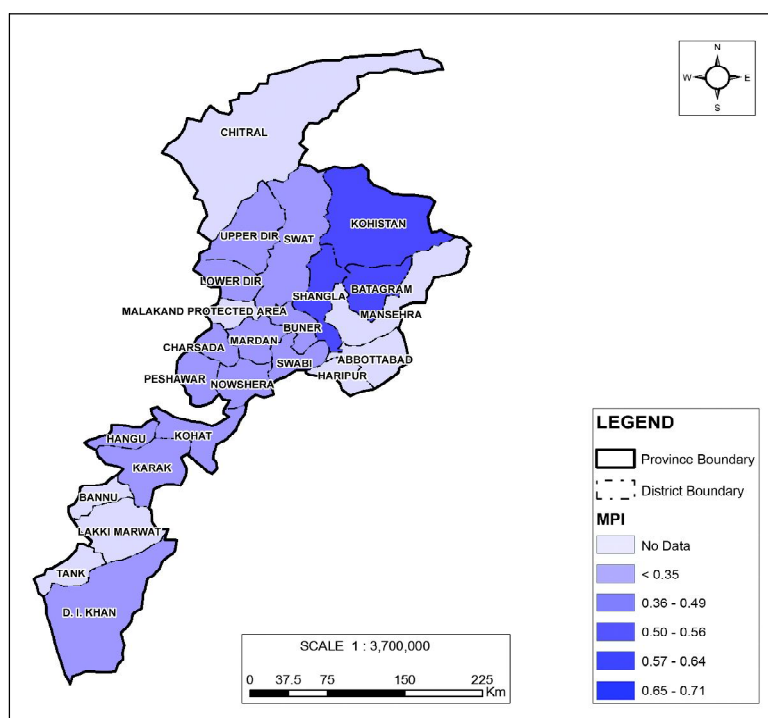 N
W E
S
CHITRAL
KOHISTAN
UPPER DIR
SWAT
LOWER DIR
SHANGLA
BATAGRAM
MALAKAND PROTECTED AREA
MANSEHRA
BUNER
CHARSADA
MARDAN
ABBOTTABAD
SWABI
HARIPUR
PESHAWAR
NOWSHERA
HANGU
KOHAT
KARAK
BANNU
LAKKI MARWAT
TANK
D. I. KHAN
LEGEND
Province Boundary
District Boundary
MPI
No Data
< 0.35
0.36 - 0.49
0.50 - 0.56
0.57 - 0.64
0.65 - 0.71
SCALE 1 : 3,700,000
0 37.5 75 150 225
Km